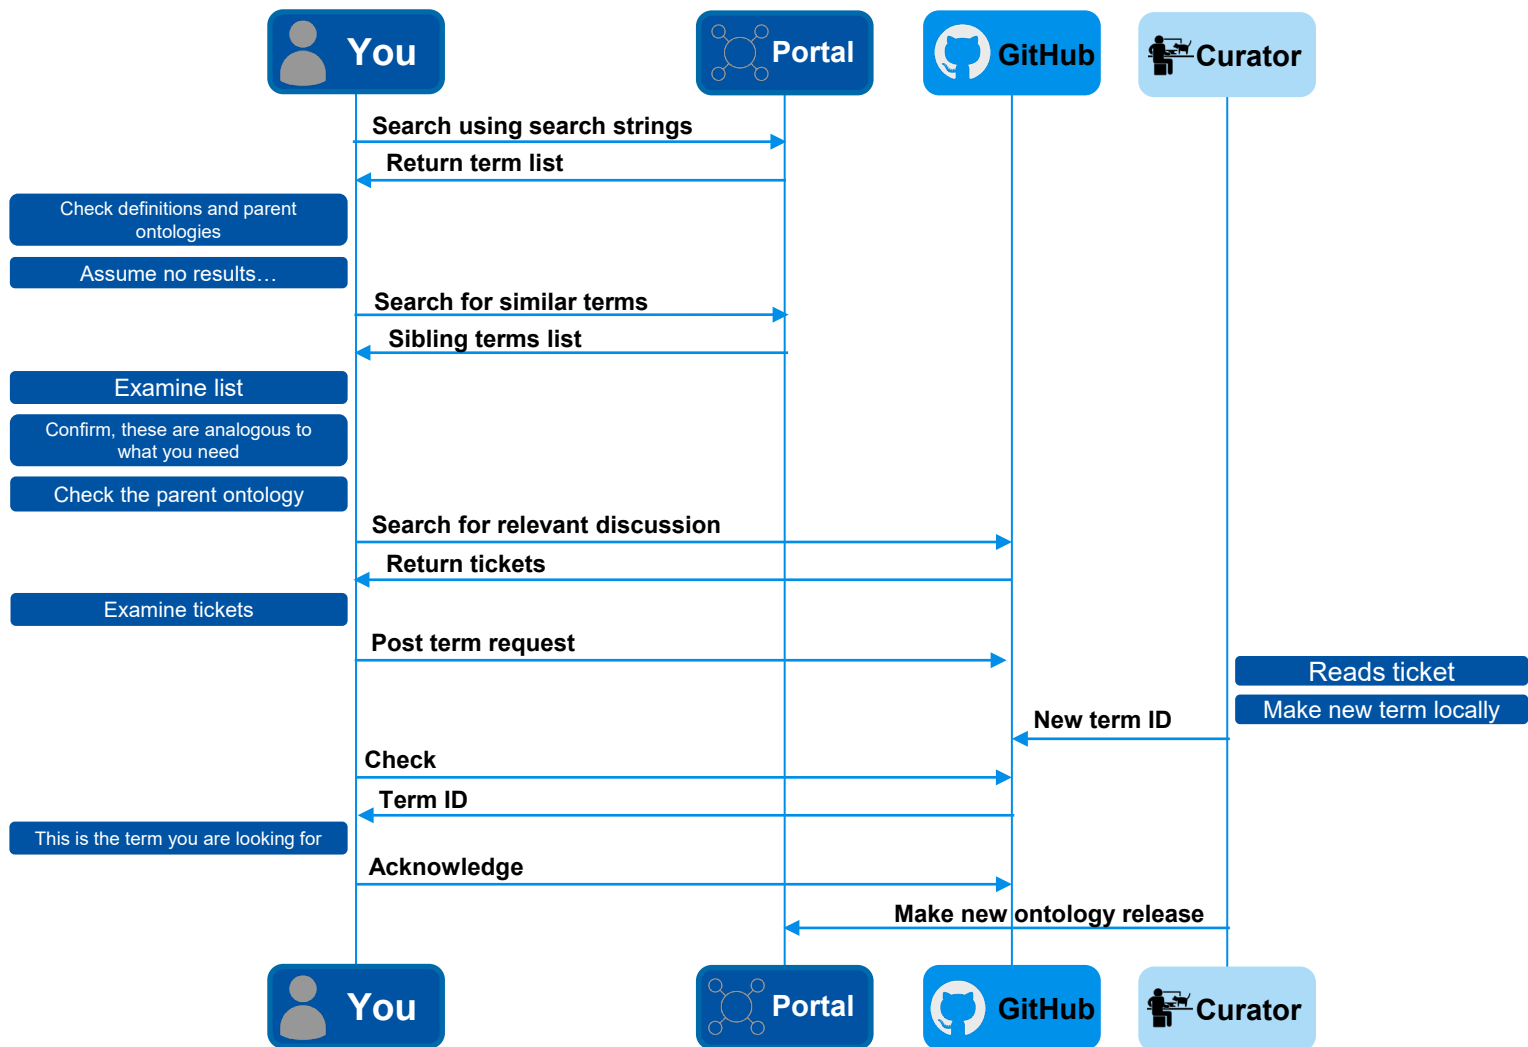 You
Portal
GitHub
Curator
Search using search strings
Return term list
Check definitions and parent
ontologies
Assume no results…
Search for similar terms
Sibling terms list
Examine list
Confirm, these are analogous to
what you need
Check the parent ontology
Search for relevant discussion
Return tickets
Examine tickets
Post term request
Reads ticket
Make new term locally
New term ID
Check
Term ID
This is the term you are looking for
Acknowledge
Make new ontology release
You
Portal
GitHub
Curator